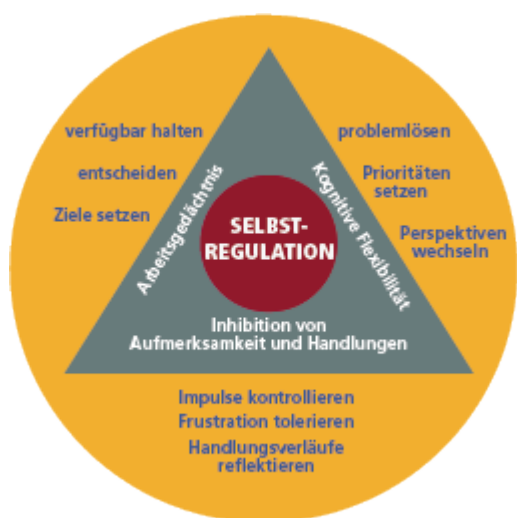 verfügbar halten
entscheiden
Ziele setzen
Arbeitsgedächtnis
SELBST-
REGULATION
Kognitive Flexibilität
problemlösen
Prioritäten
setzen
Perspektiven
wechseln
Inhibition von
Aufmerksamkeit und Handlungen
Impulse kontrollieren
Frustration tolerieren
Handlungsverläufe
reflektieren